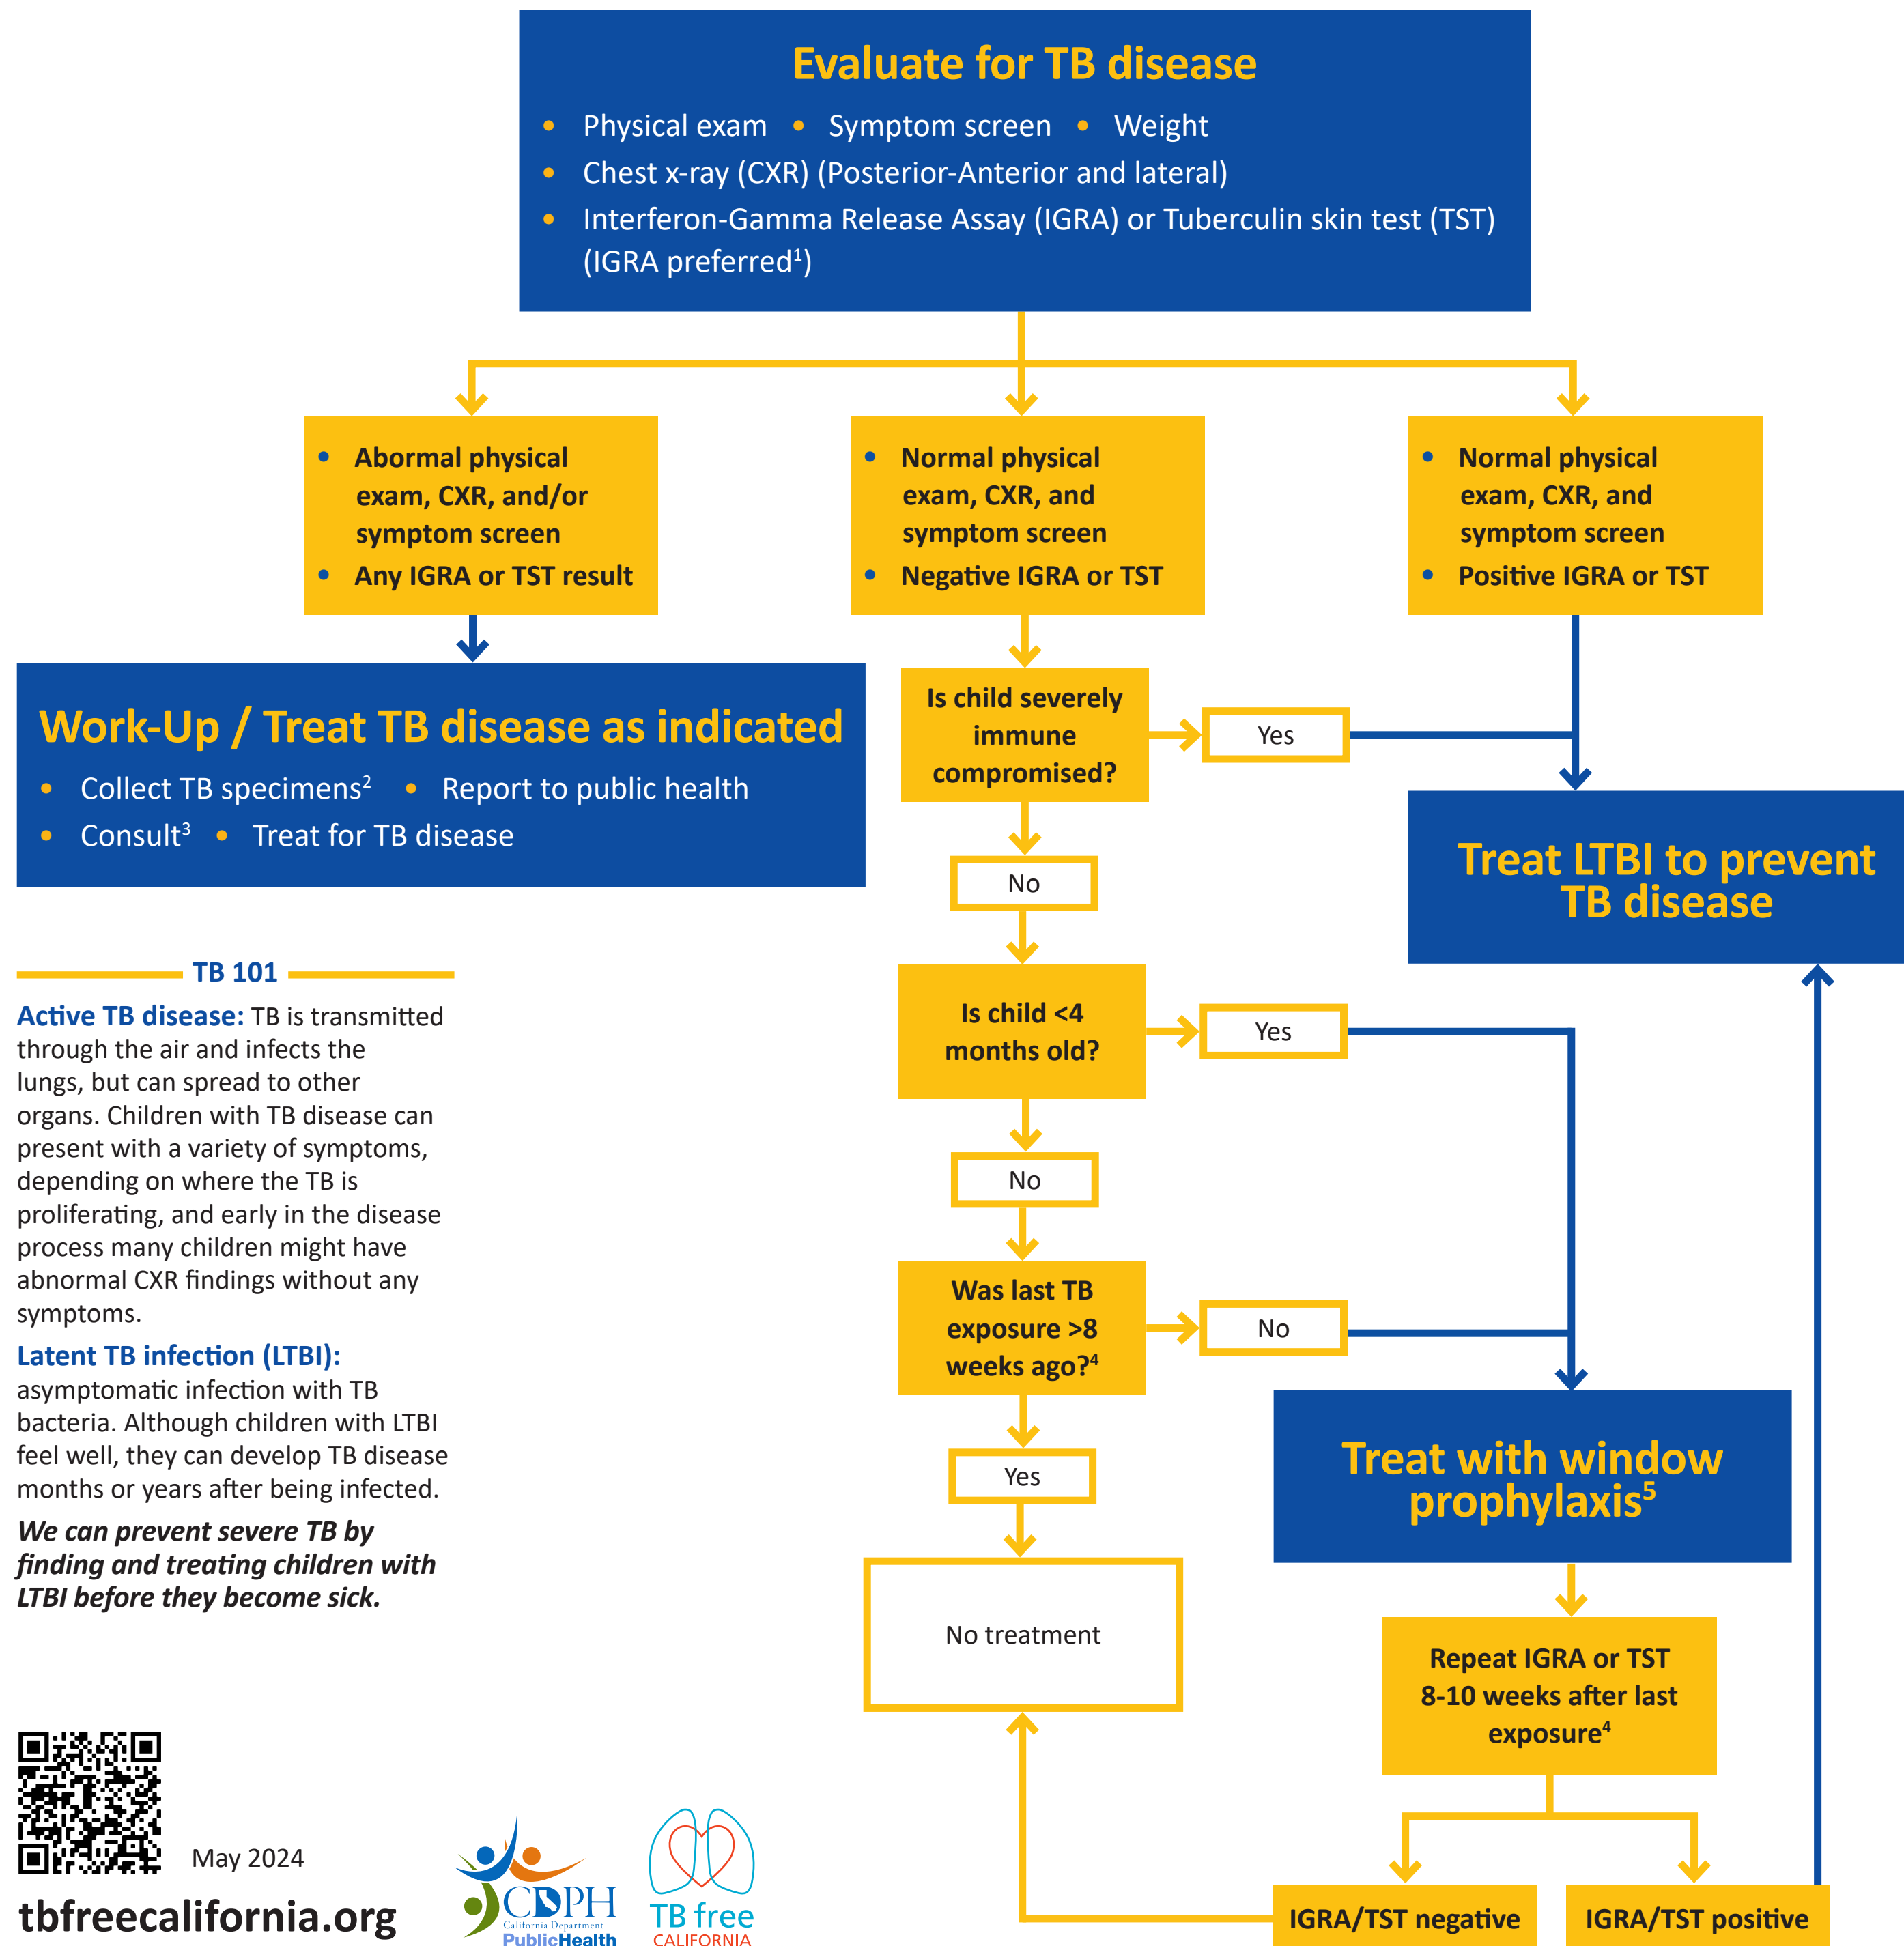 Evaluate for TB disease
• Physical exam • Symptom screen • Weight
• Chest x-ray (CXR) (Posterior-Anterior and lateral)
• Interferon-Gamma Release Assay (IGRA) or Tuberculin skin test (TST)
(IGRA preferred¹)
• Abormal physical
exam, CXR, and/or
symptom screen
• Any IGRA or TST result
• Normal physical
exam, CXR, and
symptom screen
• Negative IGRA or TST
• Normal physical
exam, CXR, and
symptom screen
• Positive IGRA or TST
Work-Up / Treat TB disease as indicated
• Collect TB specimens² • Report to public health
• Consult³ • Treat for TB disease
Is child severely
immune
compromised?
Yes
No
Treat LTBI to prevent
TB disease
Is child <4
months old?
Yes
No
Was last TB
exposure >8
weeks ago?⁴
No
Yes
No treatment
Treat with window
prophylaxis⁵
Repeat IGRA or TST
8-10 weeks after last
exposure⁴
IGRA/TST negative
IGRA/TST positive
TB 101
Active TB disease: TB is transmitted
through the air and infects the
lungs, but can spread to other
organs. Children with TB disease can
present with a variety of symptoms,
depending on where the TB is
proliferating, and early in the disease
process many children might have
abnormal CXR findings without any
symptoms.
Latent TB infection (LTBI):
asymptomatic infection with TB
bacteria. Although children with LTBI
feel well, they can develop TB disease
months or years after being infected.
We can prevent severe TB by
finding and treating children with
LTBI before they become sick.
May 2024
tbfreecalifornia.org
CDPH
California Department
PublicHealth
TB free
CALIFORNIA